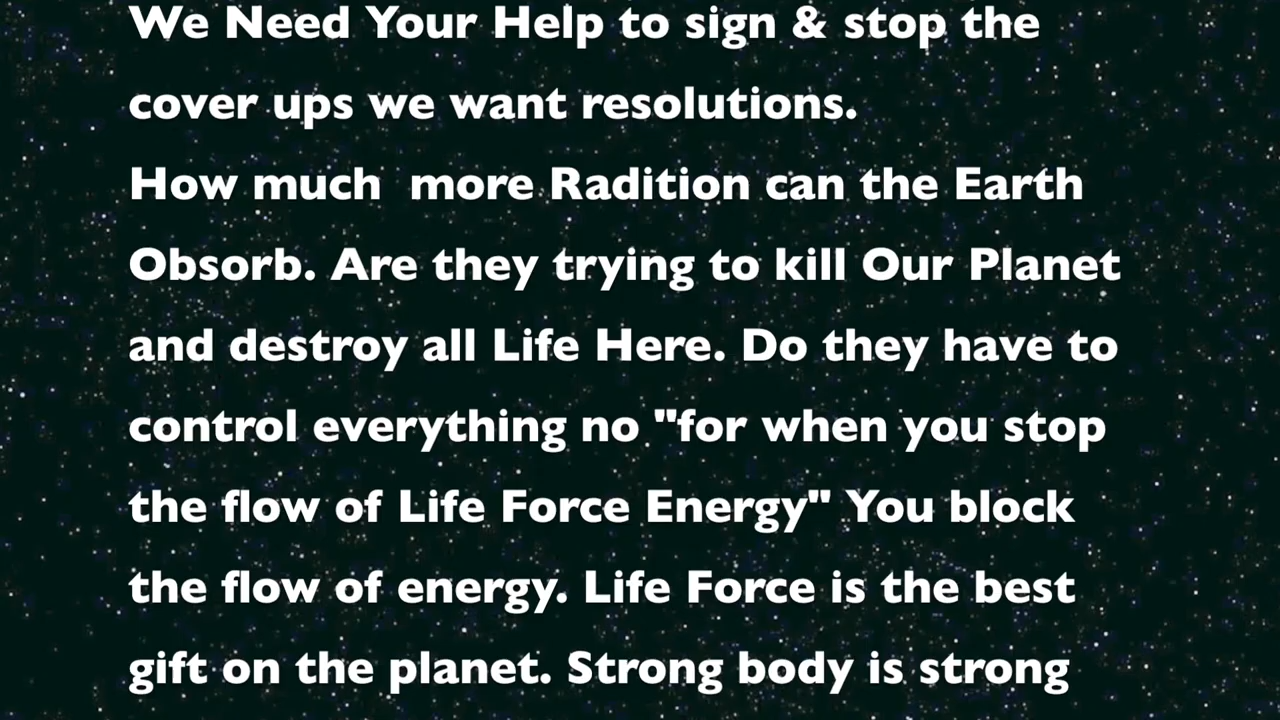 We Need Your Help to sign & stop the
cover ups we want resolutions.
How much  more Radition can the Earth
Obsorb. Are they trying to kill Our Planet
and destroy all Life Here. Do they have to
control everything no "for when you stop
the flow of Life Force Energy" You block
the flow of energy. Life Force is the best
gift on the planet. Strong body is strong